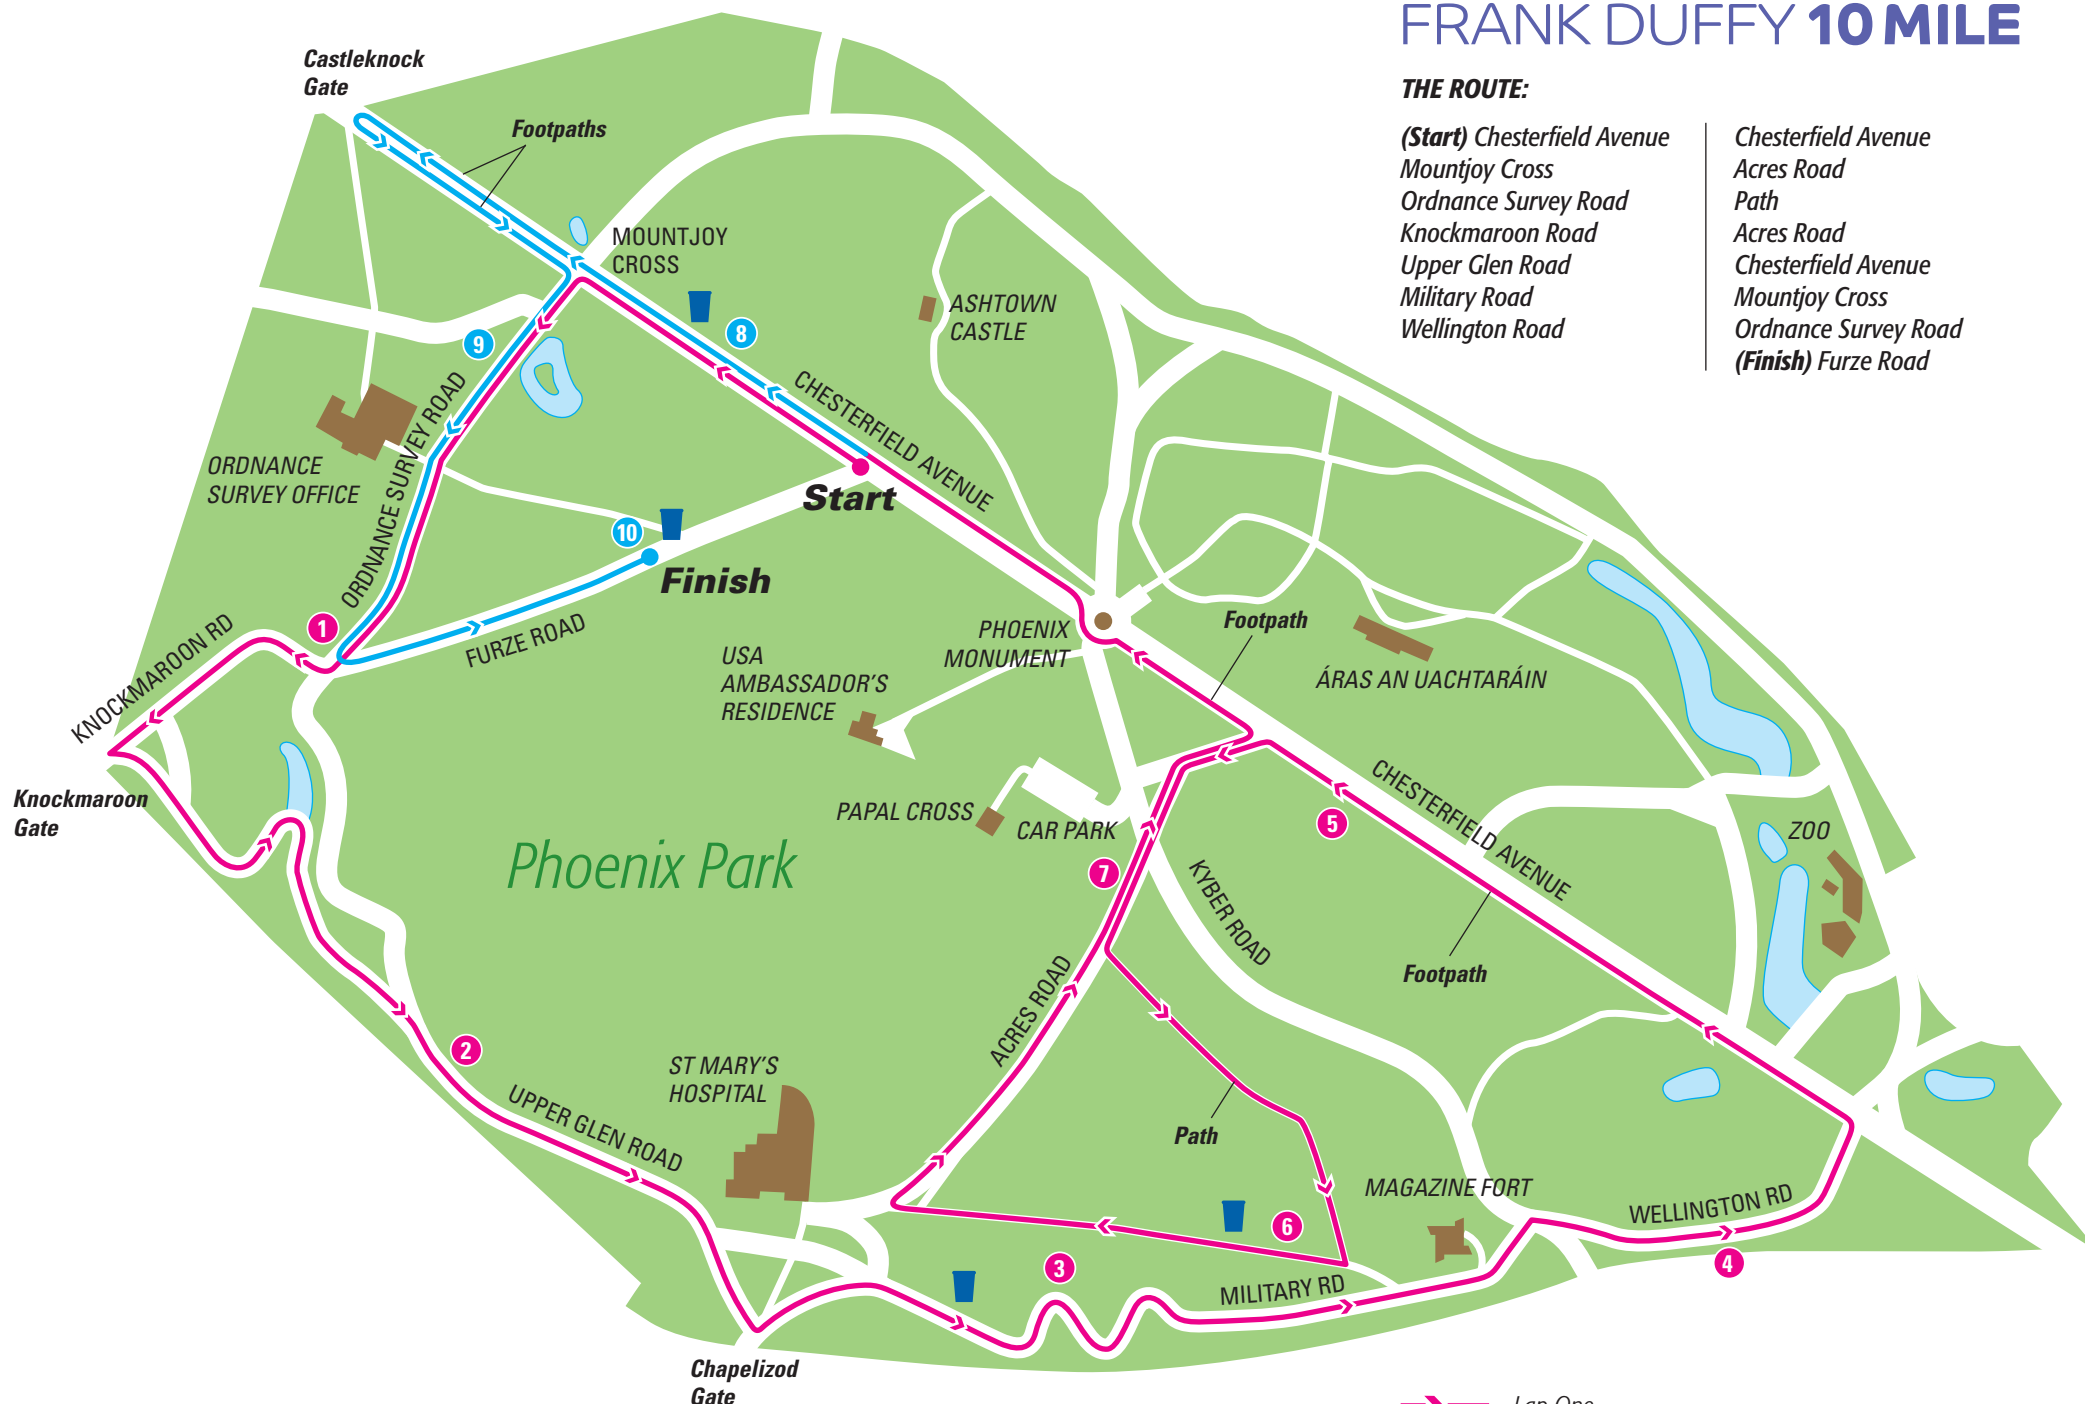 FRANK DUFFY 10 MILE
THE ROUTE:
(Start) Chesterfield Avenue
Mountjoy Cross
Ordnance Survey Road
Knockmaroon Road
Upper Glen Road
Military Road
Wellington Road
Chesterfield Avenue
Acres Road
Path
Acres Road
Chesterfield Avenue
Mountjoy Cross
Ordnance Survey Road
(Finish) Furze Road
Castleknock
Gate
Footpaths
MOUNTJOY
CROSS
ASHTOWN
CASTLE
8
9
CHESTERFIELD AVENUE
ORDNANCE SURVEY ROAD
ORDNANCE
SURVEY OFFICE
Start
10
Finish
1
KNOCKMAROON RD
FURZE ROAD
PHOENIX
MONUMENT
Footpath
USA
AMBASSADOR'S
RESIDENCE
ÁRAS AN UACHTARÁIN
Knockmaroon
Gate
PAPAL CROSS
CAR PARK
5
CHESTERFIELD AVENUE
ZOO
Phoenix Park
7
KYBER ROAD
Footpath
ACRES ROAD
2
ST MARY'S
HOSPITAL
UPPER GLEN ROAD
Path
MAGAZINE FORT
WELLINGTON RD
6
3
4
MILITARY RD
Chapelizod
Gate
Lap One